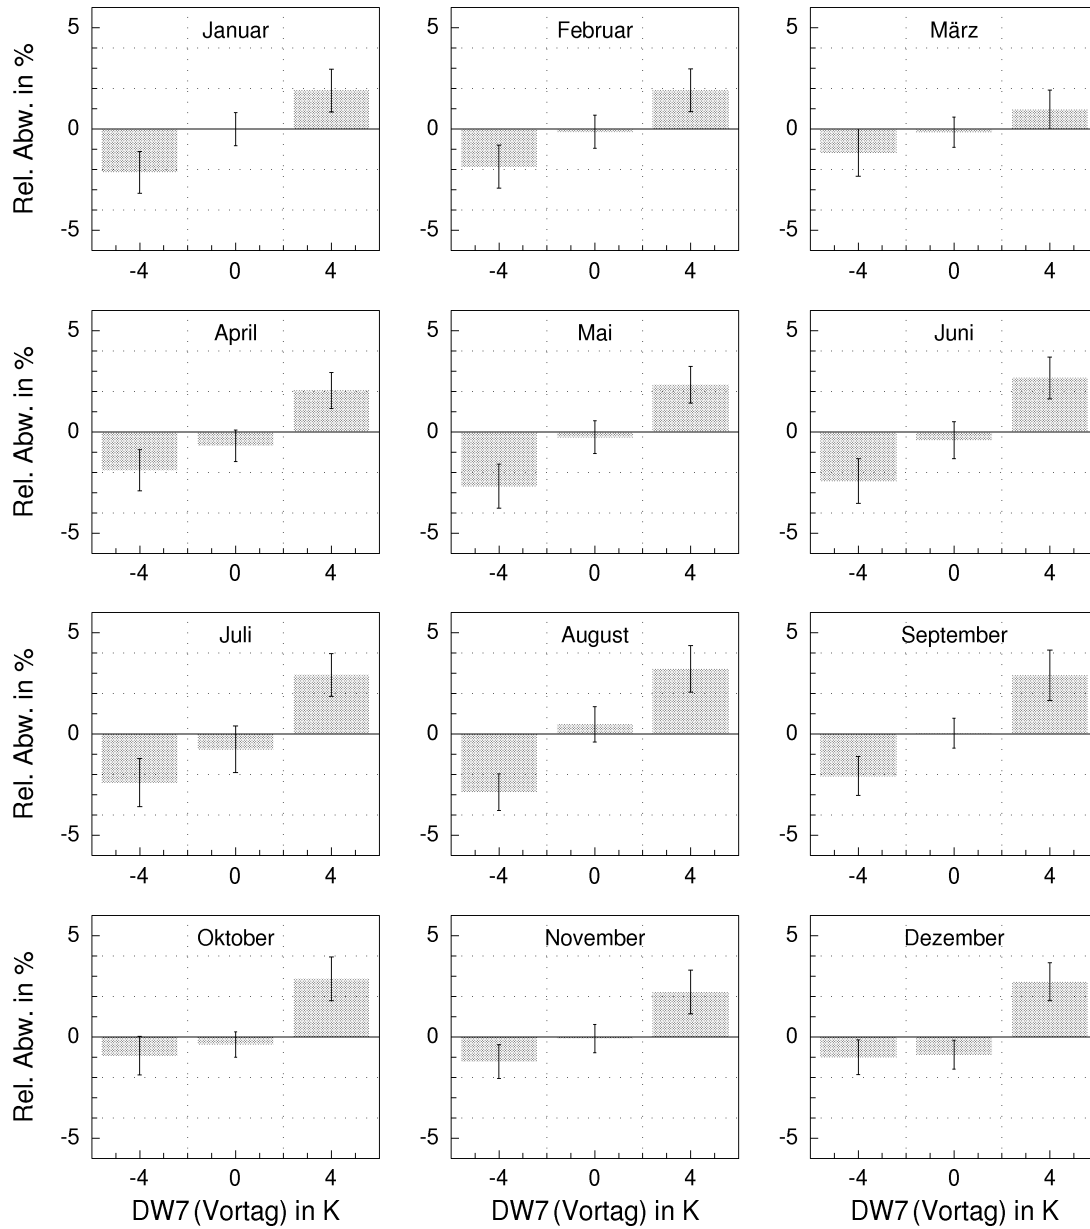 Januar Februar März
Rel. Abw. in %
5 5 5
0 0 0
-5 -5 -5
-4 0 4 -4 0 4 -4 0 4
April Mai Juni
Rel. Abw. in %
5 5 5
0 0 0
-5 -5 -5
-4 0 4 -4 0 4 -4 0 4
Juli August September
Rel. Abw. in %
5 5 5
0 0 0
-5 -5 -5
-4 0 4 -4 0 4 -4 0 4
Oktober November Dezember
Rel. Abw. in %
5 5 5
0 0 0
-5 -5 -5
-4 0 4 -4 0 4 -4 0 4
DW7 (Vortag) in K DW7 (Vortag) in K DW7 (Vortag) in K